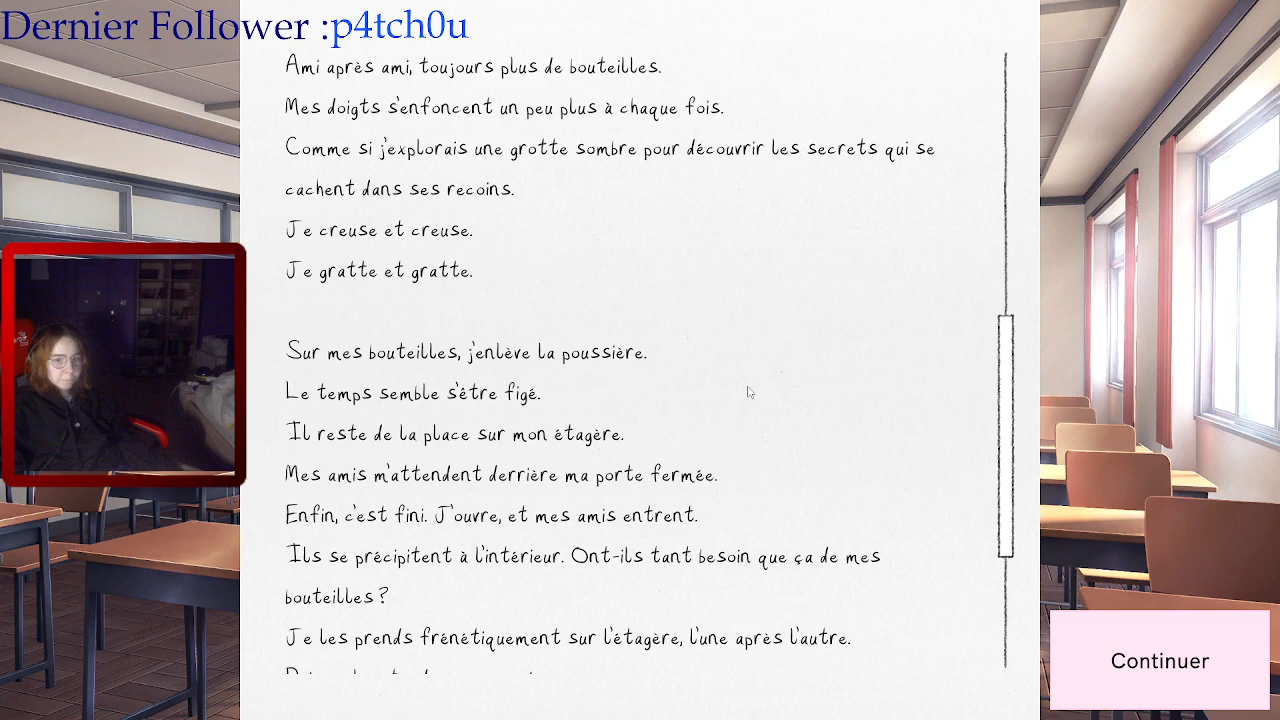 Dernier Follower :p4tch0u
Ami après ami, toujours plus de bouteilles.
Mes doigts s'enfoncent un peu plus à chaque fois.
Comme si j'explorais une grotte sombre pour découvrir les secrets qui se
cachent dans ses recoins.
Je creuse et creuse.
Je gratte et gratte.
Sur mes bouteilles, j'enlève la poussière.
Le temps semble s'être figé.
Il reste de la place sur mon étagère.
Mes amis m'attendent derrière ma porte fermée.
Enfin, c'est fini. J'ouvre, et mes amis entrent.
Ils se précipitent à l'intérieur. Ont-ils tant besoin que ça de mes
bouteilles ?
Je les prends frénétiquement sur l'étagère, l'une après l'autre.
Continuer